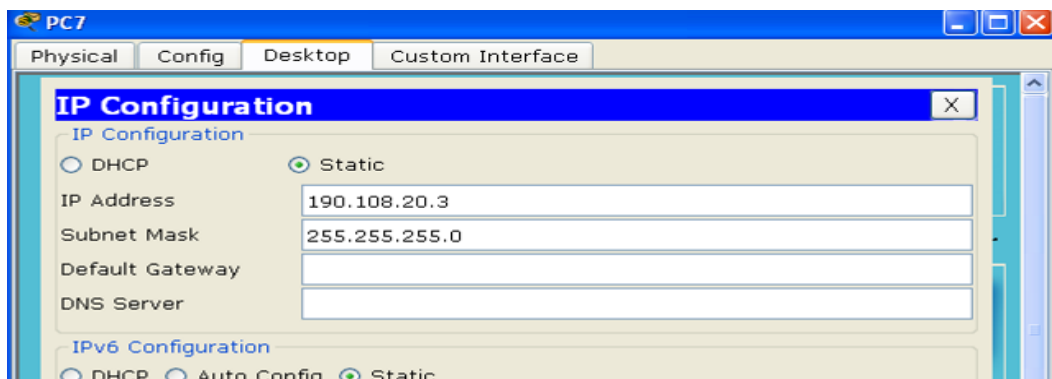 PC7
Physical Config Desktop Custom Interface
IP Configuration X
IP Configuration
DHCP Static
IP Address 190.108.20.3
Subnet Mask 255.255.255.0
Default Gateway
DNS Server
IPv6 Configuration
DHCP Auto Config Static